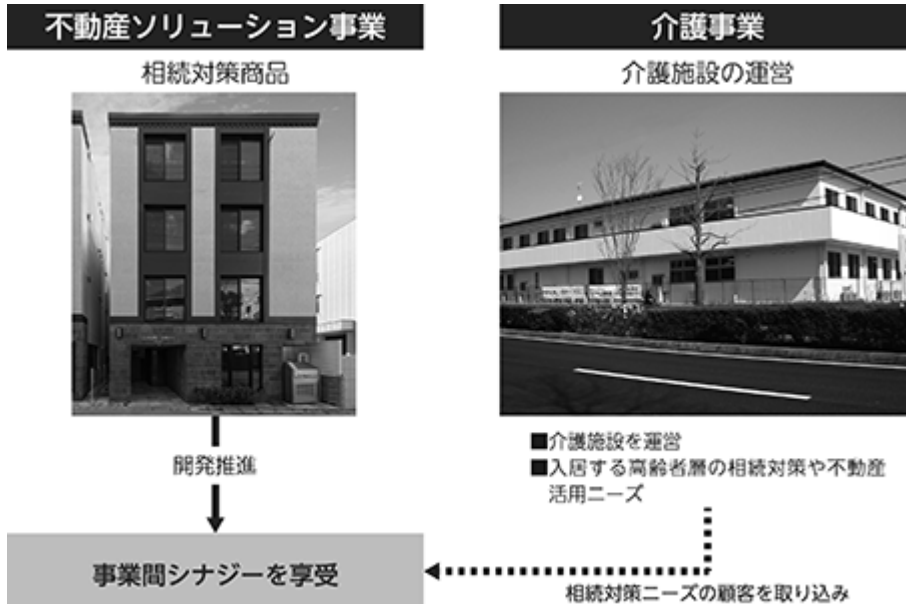 不動産ソリューション事業
相続対策商品
開発推進
事業間シナジーを享受
介護事業
介護施設の運営
■介護施設を運営
■入居する高齢者層の相続対策や不動産
活用ニーズ
相続対策ニーズの顧客を取り込み